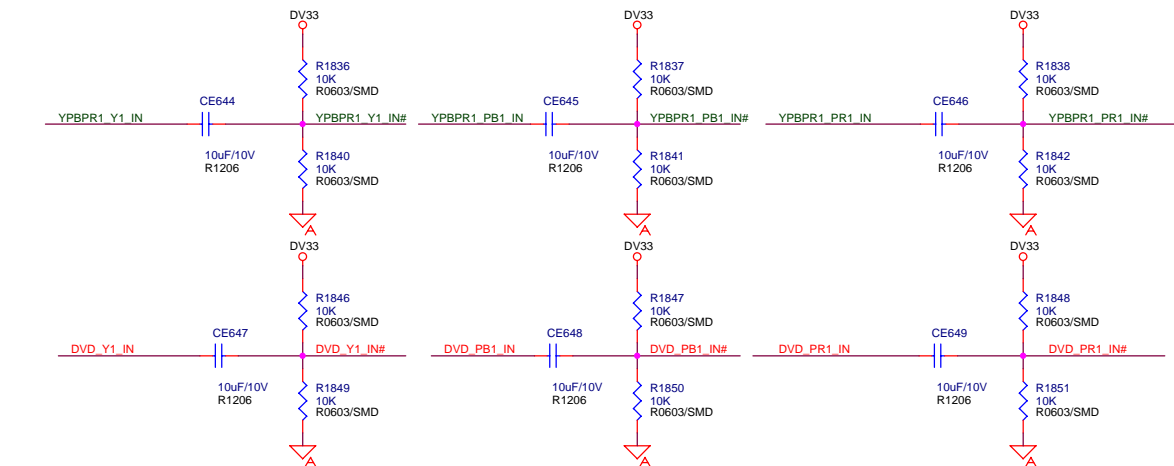 DV33 DV33 DV33
R1836
10K
R0603/SMD
R1837
10K
R0603/SMD
R1838
10K
R0603/SMD
CE644 CE645 CE646
YPBPR1_Y1_IN YPBPR1_Y1_IN# YPBPR1_PB1_IN YPBPR1_PB1_IN# YPBPR1_PR1_IN YPBPR1_PR1_IN#
10uF/10V
R1206
R1840
10K
R0603/SMD
10uF/10V
R1206
R1841
10K
R0603/SMD
10uF/10V
R1206
R1842
10K
R0603/SMD
A A A
DV33 DV33 DV33
R1846
10K
R0603/SMD
R1847
10K
R0603/SMD
R1848
10K
R0603/SMD
CE647 CE648 CE649
DVD_Y1_IN DVD_Y1_IN# DVD_PB1_IN DVD_PB1_IN# DVD_PR1_IN DVD_PR1_IN#
10uF/10V
R1206
R1849
10K
R0603/SMD
10uF/10V
R1206
R1850
10K
R0603/SMD
10uF/10V
R1206
R1851
10K
R0603/SMD
A A A